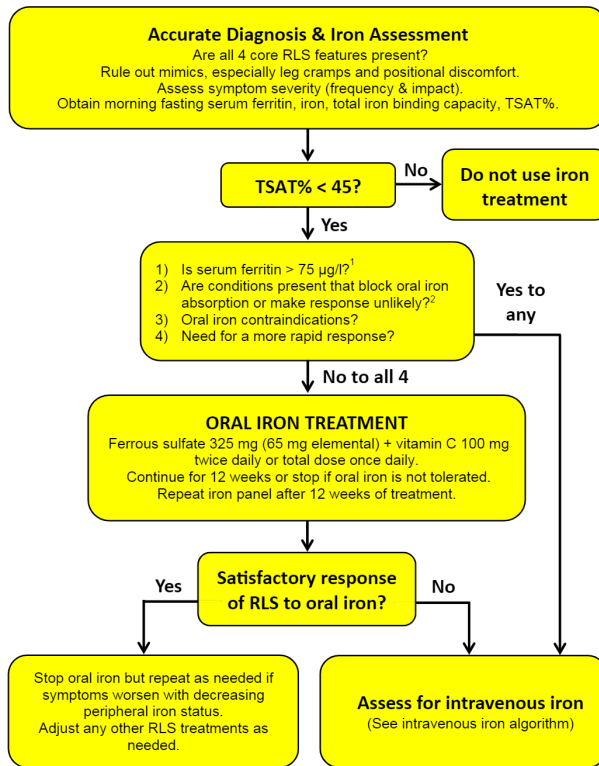 Accurate Diagnosis & Iron Assessment
Are all 4 core RLS features present?
Rule out mimics, especially leg cramps and positional discomfort.
Assess symptom severity (frequency & impact).
Obtain morning fasting serum ferritin, iron, total iron binding capacity, TSAT%.
TSAT% < 45?
No
Do not use iron
treatment
Yes
1) Is serum ferritin > 75 µg/l?¹
2) Are conditions present that block oral iron
absorption or make response unlikely?²
3) Oral iron contraindications?
4) Need for a more rapid response?
Yes to
any
No to all 4
ORAL IRON TREATMENT
Ferrous sulfate 325 mg (65 mg elemental) + vitamin C 100 mg
twice daily or total dose once daily.
Continue for 12 weeks or stop if oral iron is not tolerated.
Repeat iron panel after 12 weeks of treatment.
Satisfactory response
of RLS to oral iron?
Yes
No
Stop oral iron but repeat as needed if
symptoms worsen with decreasing
peripheral iron status.
Adjust any other RLS treatments as
needed.
Assess for intravenous iron
(See intravenous iron algorithm)